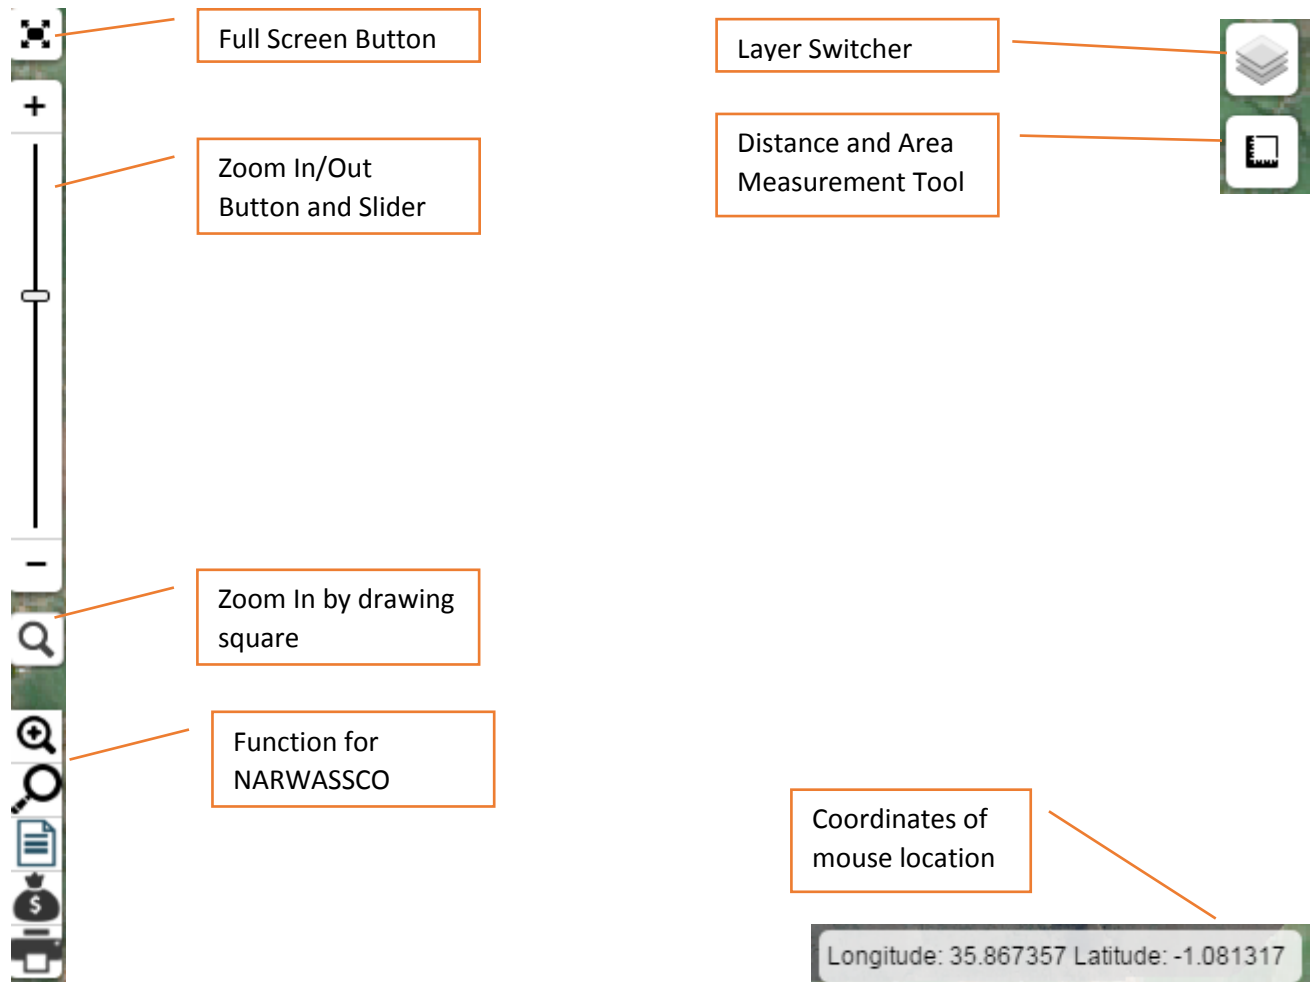 Full Screen Button
Layer Switcher
+
Distance and Area
Measurement Tool
Zoom In/Out
Button and Slider
−
Zoom In by drawing
square
Function for
NARWASSCO
Coordinates of
mouse location
$
Longitude: 35.867357 Latitude: -1.081317